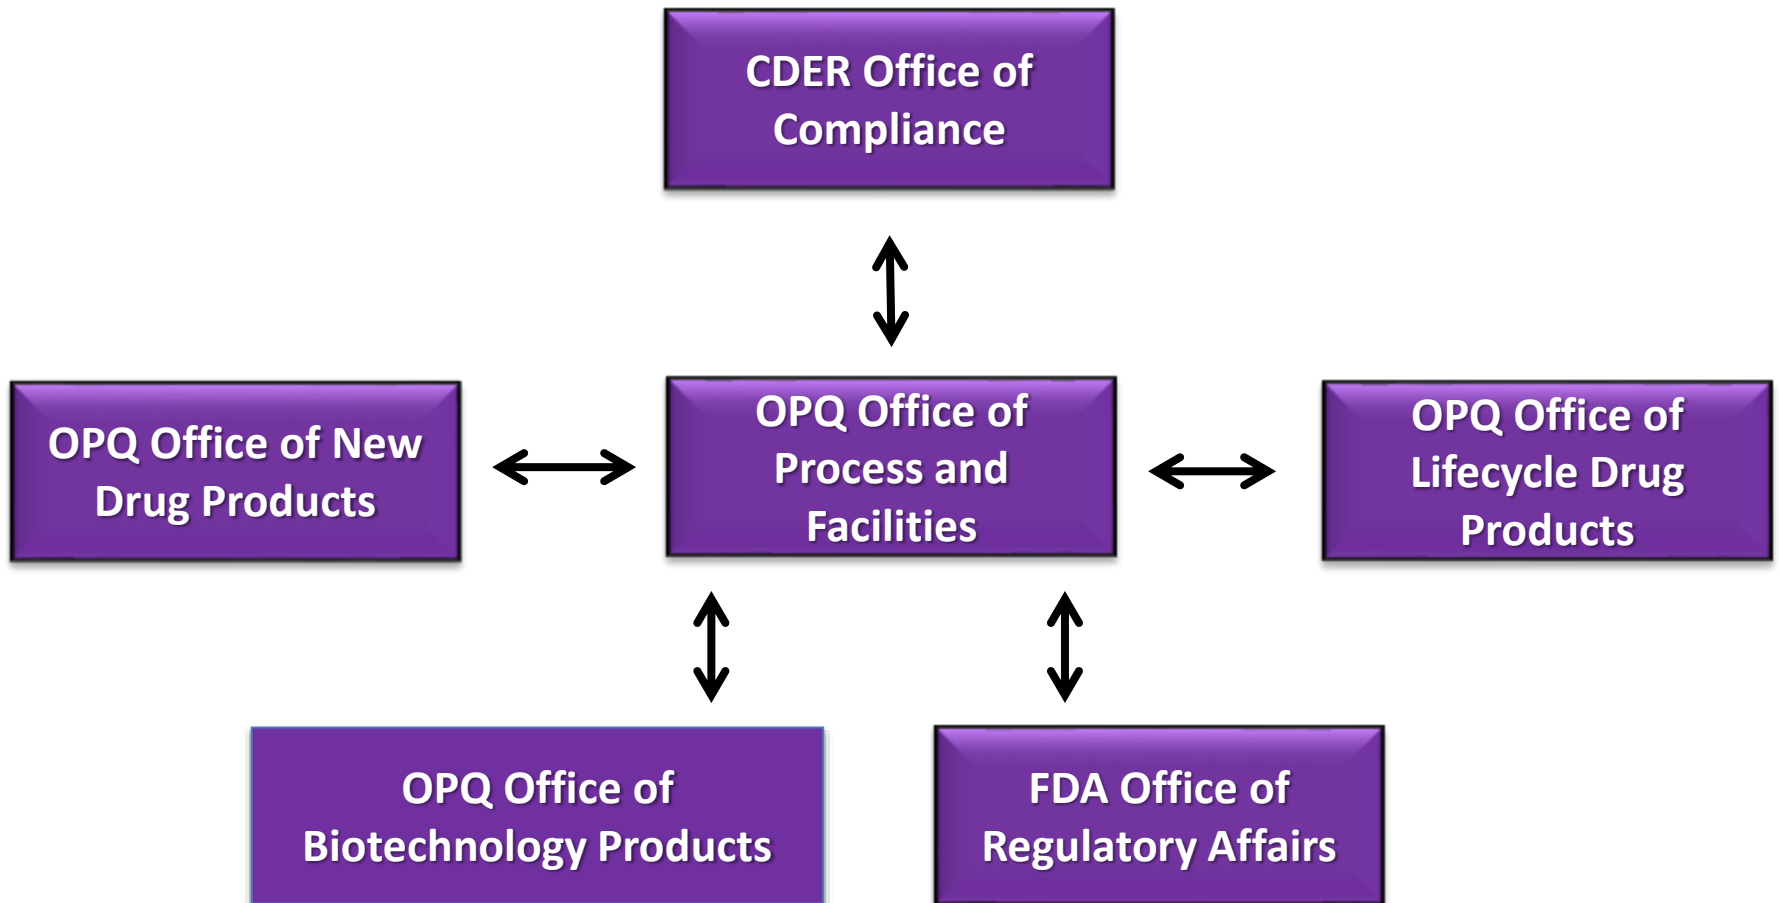 CDER Office of
Compliance
OPQ Office of New
Drug Products
OPQ Office of
Process and
Facilities
OPQ Office of
Lifecycle Drug
Products
OPQ Office of
Biotechnology Products
FDA Office of
Regulatory Affairs